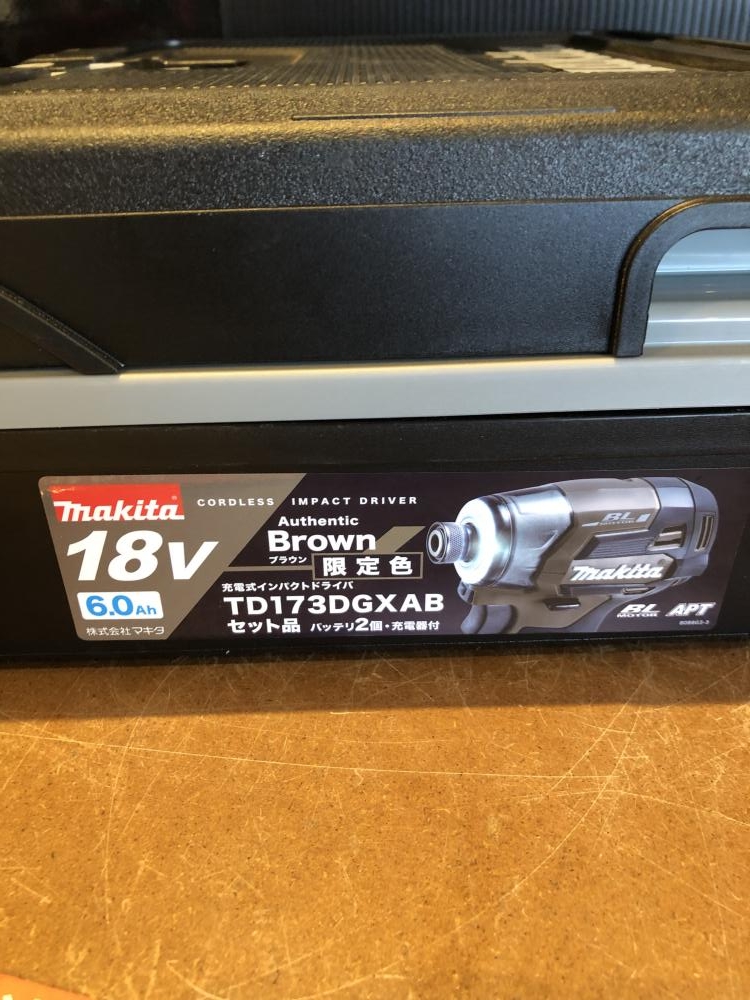 makita
CORDLESS IMPACT DRIVER
18V
Authentic
Brown
ブラウン 限定色
6.0Ah
充電式インパクトドライバ
TD173DGXAB
株式会社マキタ
セット品 バッテリ2個・充電器付
BL
MOTOR
makita
BL
MOTOR
APT